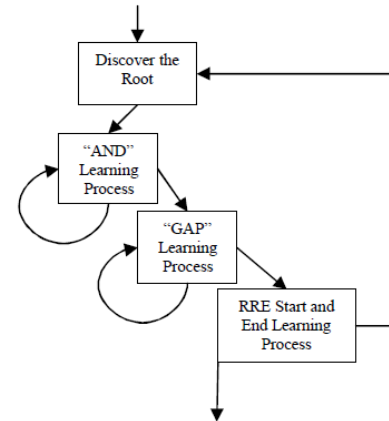 Discover the
Root
“AND”
Learning
Process
“GAP”
Learning
Process
RRE Start and
End Learning
Process